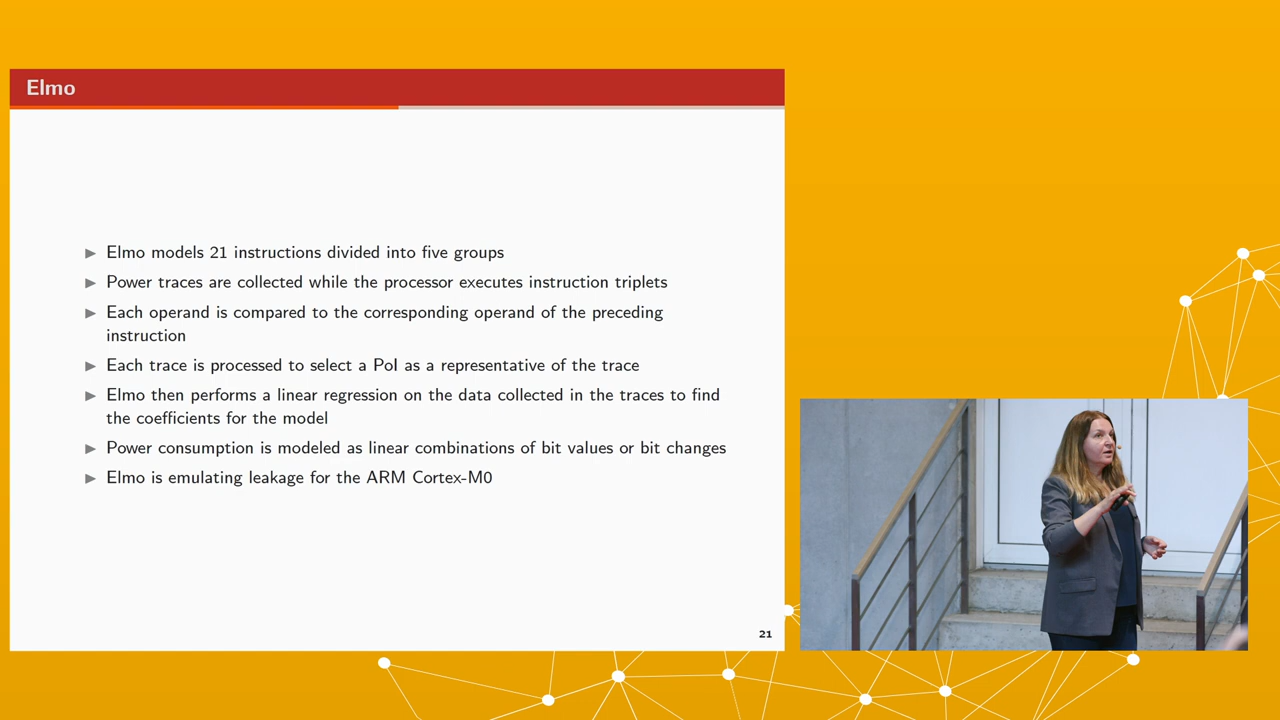 Elmo
Elmo models 21 instructions divided into five groups
Power traces are collected while the processor executes instruction triplets
Each operand is compared to the corresponding operand of the preceding
instruction
Each trace is processed to select a PoI as a representative of the trace
Elmo then performs a linear regression on the data collected in the traces to find
the coefficients for the model
Power consumption is modeled as linear combinations of bit values or bit changes
Elmo is emulating leakage for the ARM Cortex-M0
21